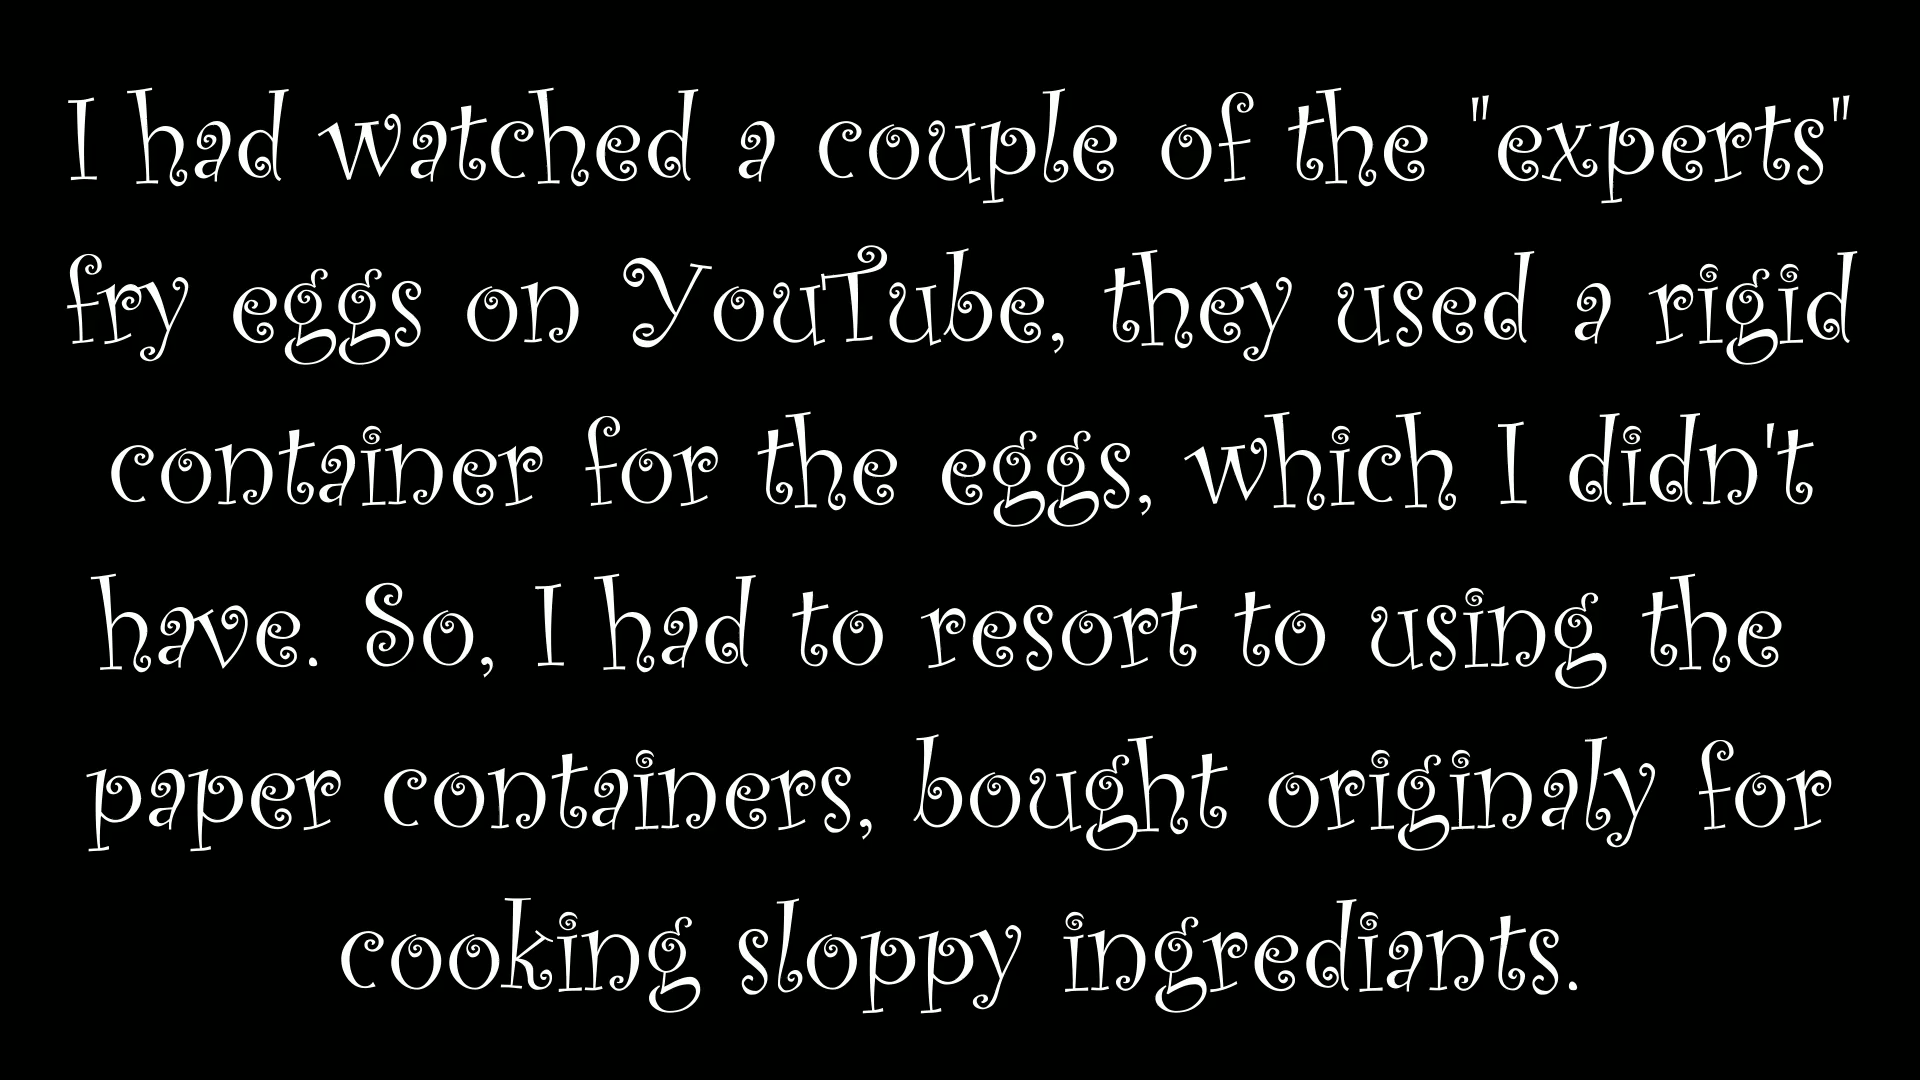 I had watched a couple of the "experts"
fry eggs on YouTube, they used a rigid
container for the eggs, which I didn't
have. So, I had to resort to using the
paper containers, bought originaly for
cooking sloppy ingrediants.